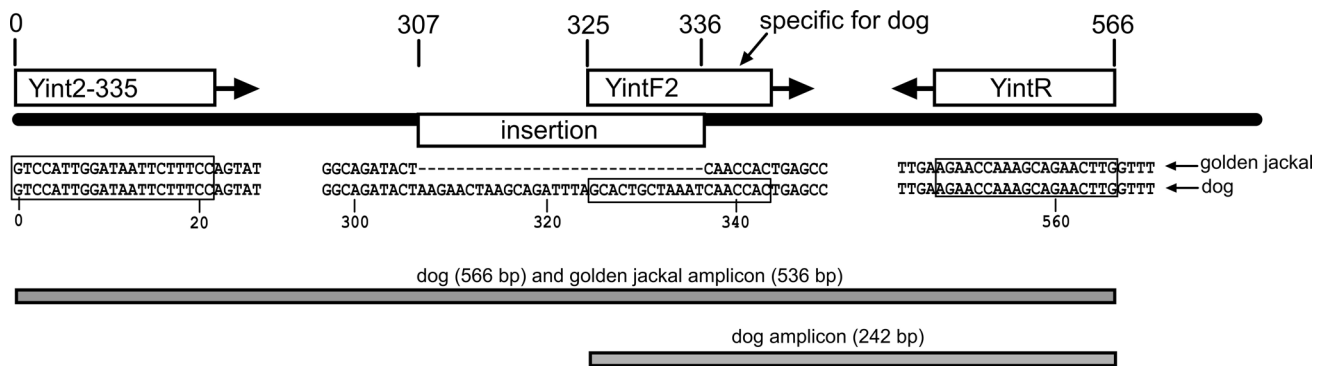 0 307 325 336 specific for dog 566
Yint2-335 YintF2 YintR
insertion
GTCCATTGGATAATTCTTTCCAGTAT GGCAGATACT------------------------------CAACCACTGAGCC TTGAAGAACCAAAGCAGAACTTGGTTT golden jackal
GTCCATTGGATAATTCTTTCCAGTAT GGCAGATACTAAGAACTAAGCAGATTTAGCACTGCTAAATCAACCACTGAGCC TTGAAGAACCAAAGCAGAACTTGGTTT dog
0 20 300 320 340 560
dog (566 bp) and golden jackal amplicon (536 bp)
dog amplicon (242 bp)